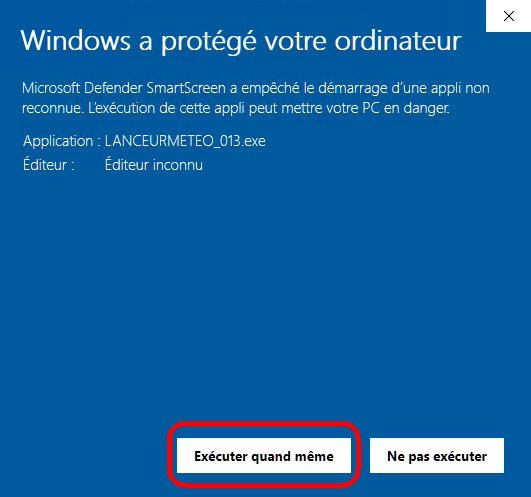 Windows a protégé votre ordinateur
Microsoft Defender SmartScreen a empêché le démarrage d'une appli non
reconnue. L'exécution de cette appli peut mettre votre PC en danger.
Application : LANCEURMETEO_013.exe
Éditeur : Éditeur inconnu
Exécuter quand même
Ne pas exécuter